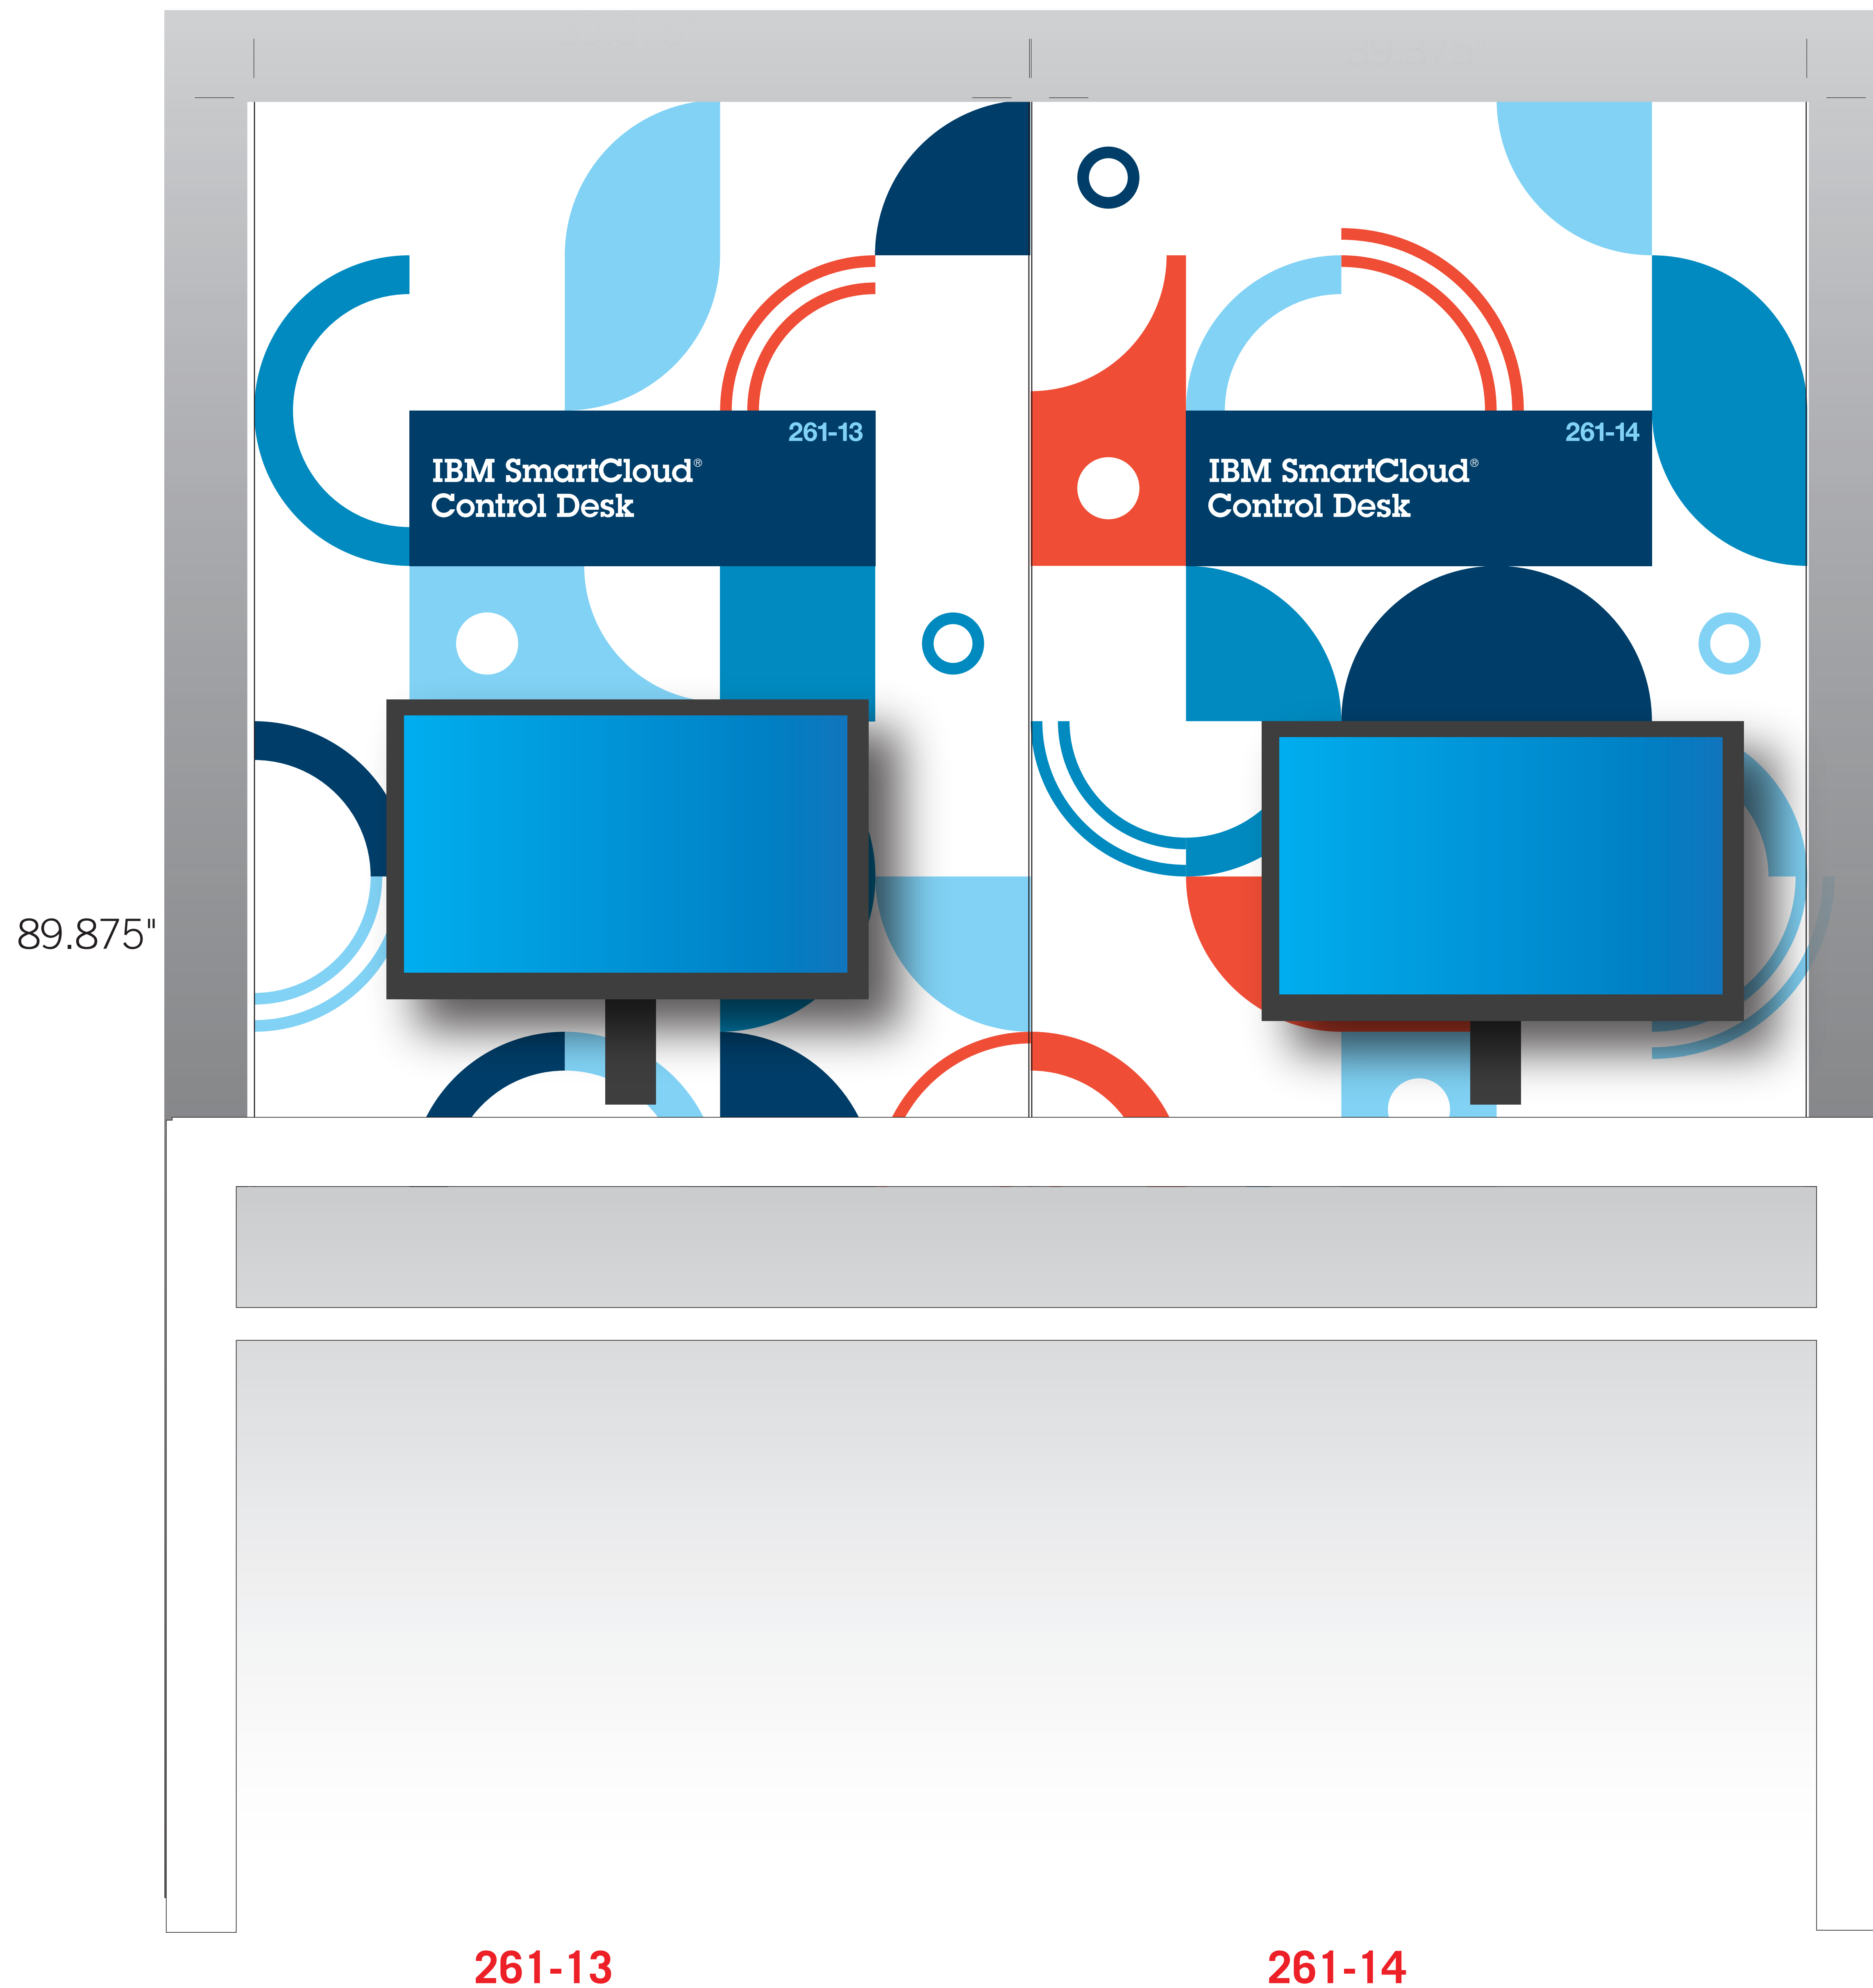 261-13
IBM SmartCloud®
Control Desk
261-14
IBM SmartCloud®
Control Desk
89.875"
261-13
261-14